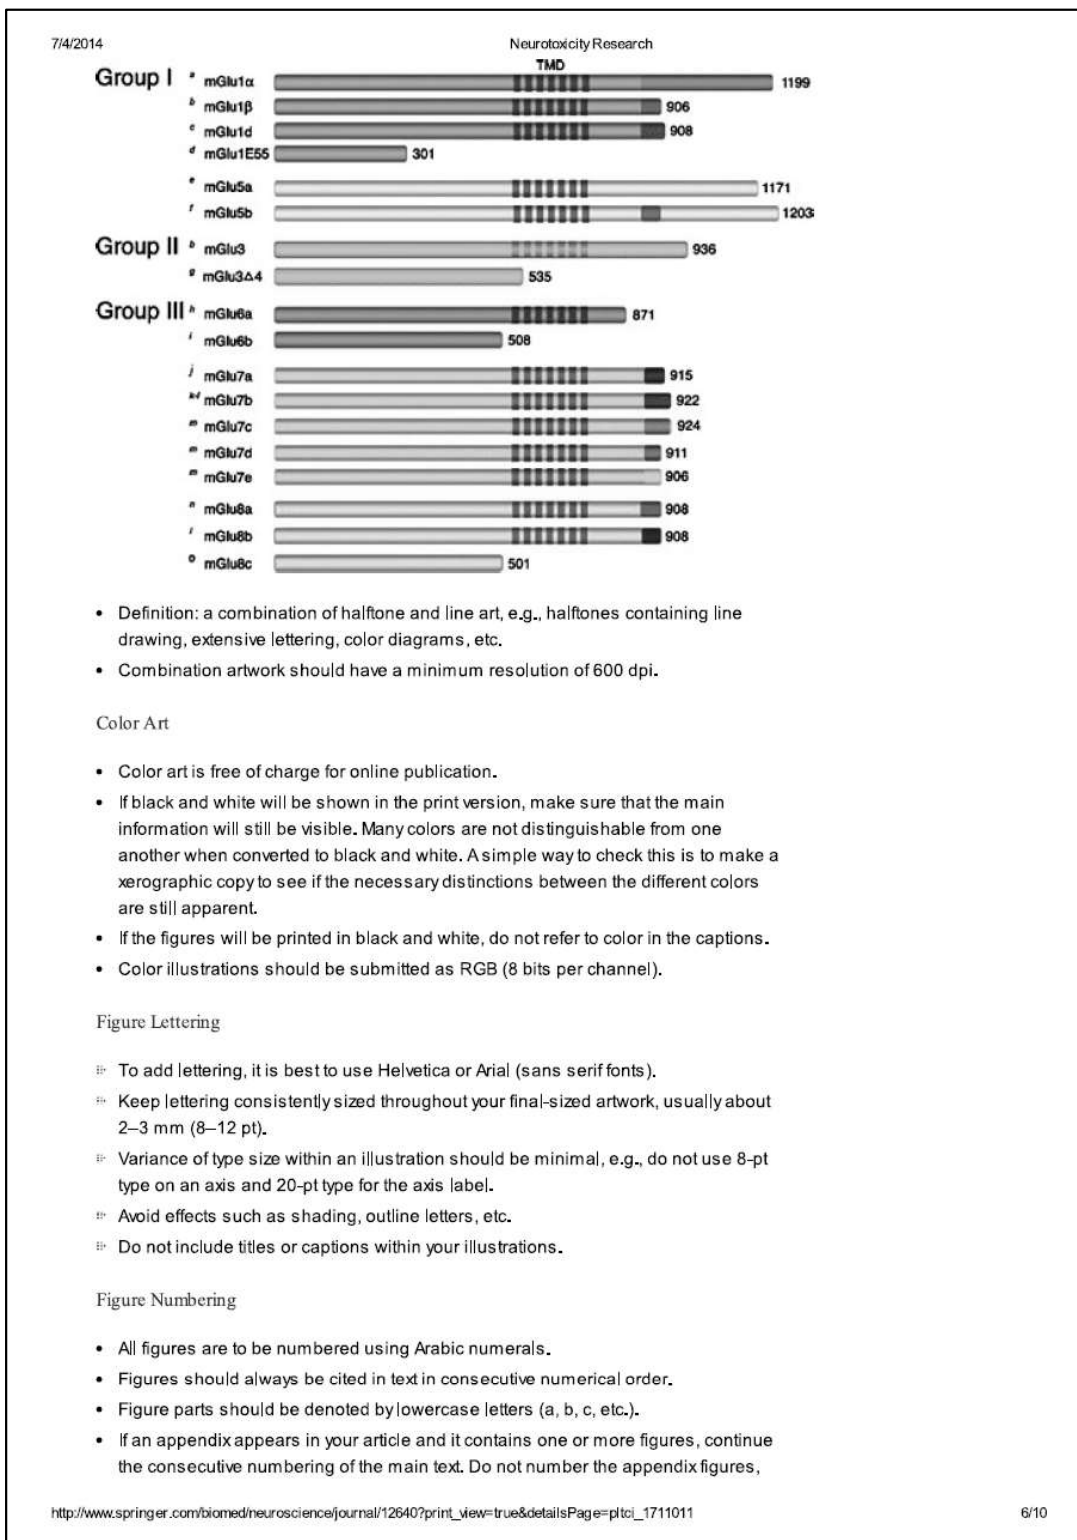 7/4/2014 Neurotoxicity Research
TMD
Group I a mGlu1α 1199
b mGlu1β 906
c mGlu1d 908
d mGlu1E55 301
e mGlu5a 1171
f mGlu5b 1203
Group II b mGlu3 936
g mGlu3Δ4 535
Group III h mGlu6a 871
i mGlu6b 508
j mGlu7a 915
mGlu7b 922
m mGlu7c 924
m mGlu7d 911
m mGlu7e 906
n mGlu8a 908
mGlu8b 908
o mGlu8c 501
• Definition: a combination of halftone and line art, e.g., halftones containing line
drawing, extensive lettering, color diagrams, etc.
• Combination artwork should have a minimum resolution of 600 dpi.
Color Art
• Color art is free of charge for online publication.
• If black and white will be shown in the print version, make sure that the main
information will still be visible. Many colors are not distinguishable from one
another when converted to black and white. A simple way to check this is to make a
xerographic copy to see if the necessary distinctions between the different colors
are still apparent.
• If the figures will be printed in black and white, do not refer to color in the captions.
• Color illustrations should be submitted as RGB (8 bits per channel).
Figure Lettering
To add lettering, it is best to use Helvetica or Arial (sans serif fonts).
Keep lettering consistently sized throughout your final-sized artwork, usually about
2–3 mm (8–12 pt).
Variance of type size within an illustration should be minimal, e.g., do not use 8-pt
type on an axis and 20-pt type for the axis label.
Avoid effects such as shading, outline letters, etc.
Do not include titles or captions within your illustrations.
Figure Numbering
• All figures are to be numbered using Arabic numerals.
• Figures should always be cited in text in consecutive numerical order.
• Figure parts should be denoted by lowercase letters (a, b, c, etc.).
• If an appendix appears in your article and it contains one or more figures, continue
the consecutive numbering of the main text. Do not number the appendix figures,
http://www.springer.com/biomed/neuroscience/journal/12640?print_view=true&detailsPage=pltci_1711011 6/10